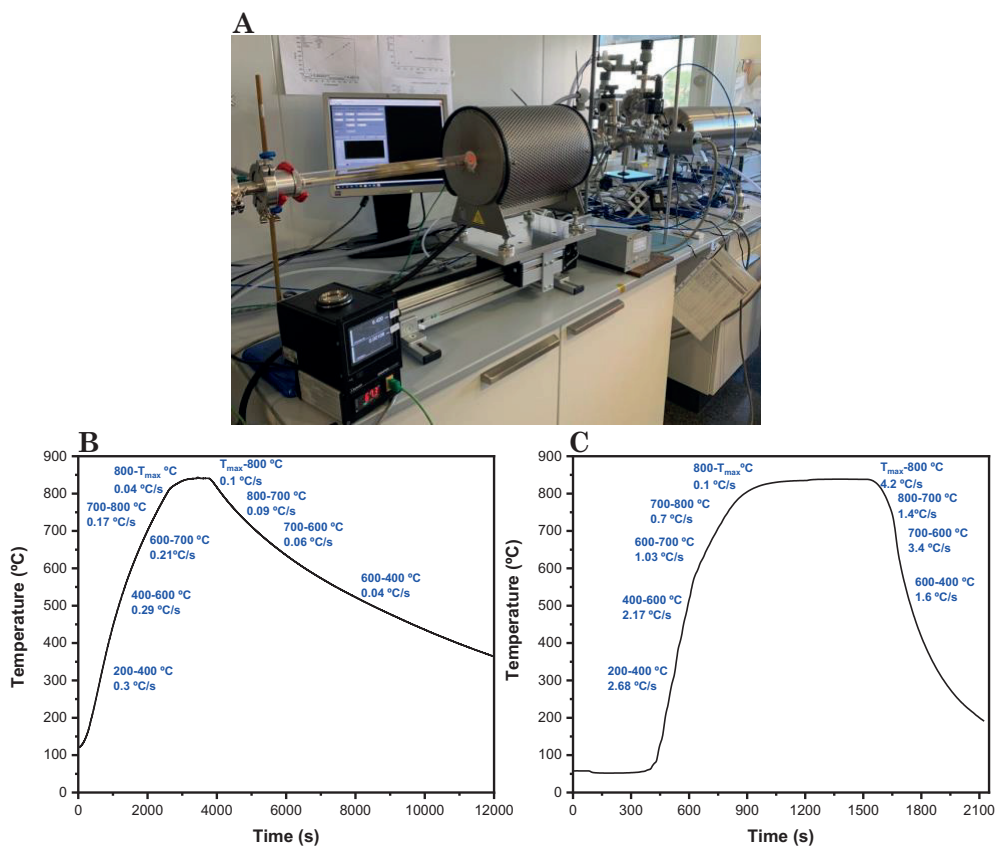 A
B
900
800
700
600
500
400
300
200
100
0
0
2000
4000
6000
8000
10000
12000
Temperature (ºC)
Time (s)
800-Tmax ºC
0.04 ºC/s
Tmax-800 ºC
0.1 ºC/s
700-800 ºC
0.17 ºC/s
800-700 ºC
0.09 ºC/s
600-700 ºC
0.21ºC/s
700-600 ºC
0.06 ºC/s
400-600 ºC
0.29 ºC/s
600-400 ºC
0.04 ºC/s
200-400 ºC
0.3 ºC/s
C
900
800
700
600
500
400
300
200
100
0
0
300
600
900
1200
1500
1800
2100
Temperature (ºC)
Time (s)
800-Tmax ºC
0.1 ºC/s
Tmax-800 ºC
4.2 ºC/s
700-800 ºC
0.7 ºC/s
800-700 ºC
1.4ºC/s
600-700 ºC
1.03 ºC/s
700-600 ºC
3.4 ºC/s
400-600 ºC
2.17 ºC/s
600-400 ºC
1.6 ºC/s
200-400 ºC
2.68 ºC/s